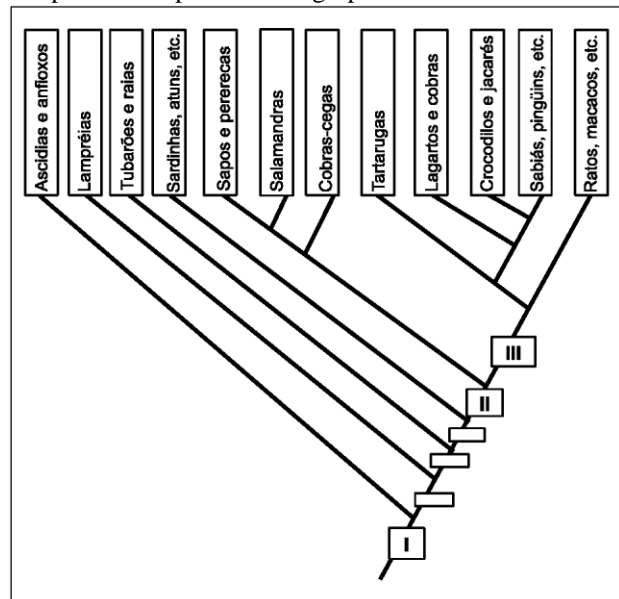 Ascídias e anfioxos
Lampréias
Tubarões e raias
Sardinhas, atuns, etc.
Sapos e pererecas
Salamandras
Cobras-cegas
Tartarugas
Lagartos e cobras
Crocodilos e jacarés
Sabiás, pingüins, etc.
Ratos, macacos, etc.
III
II
I